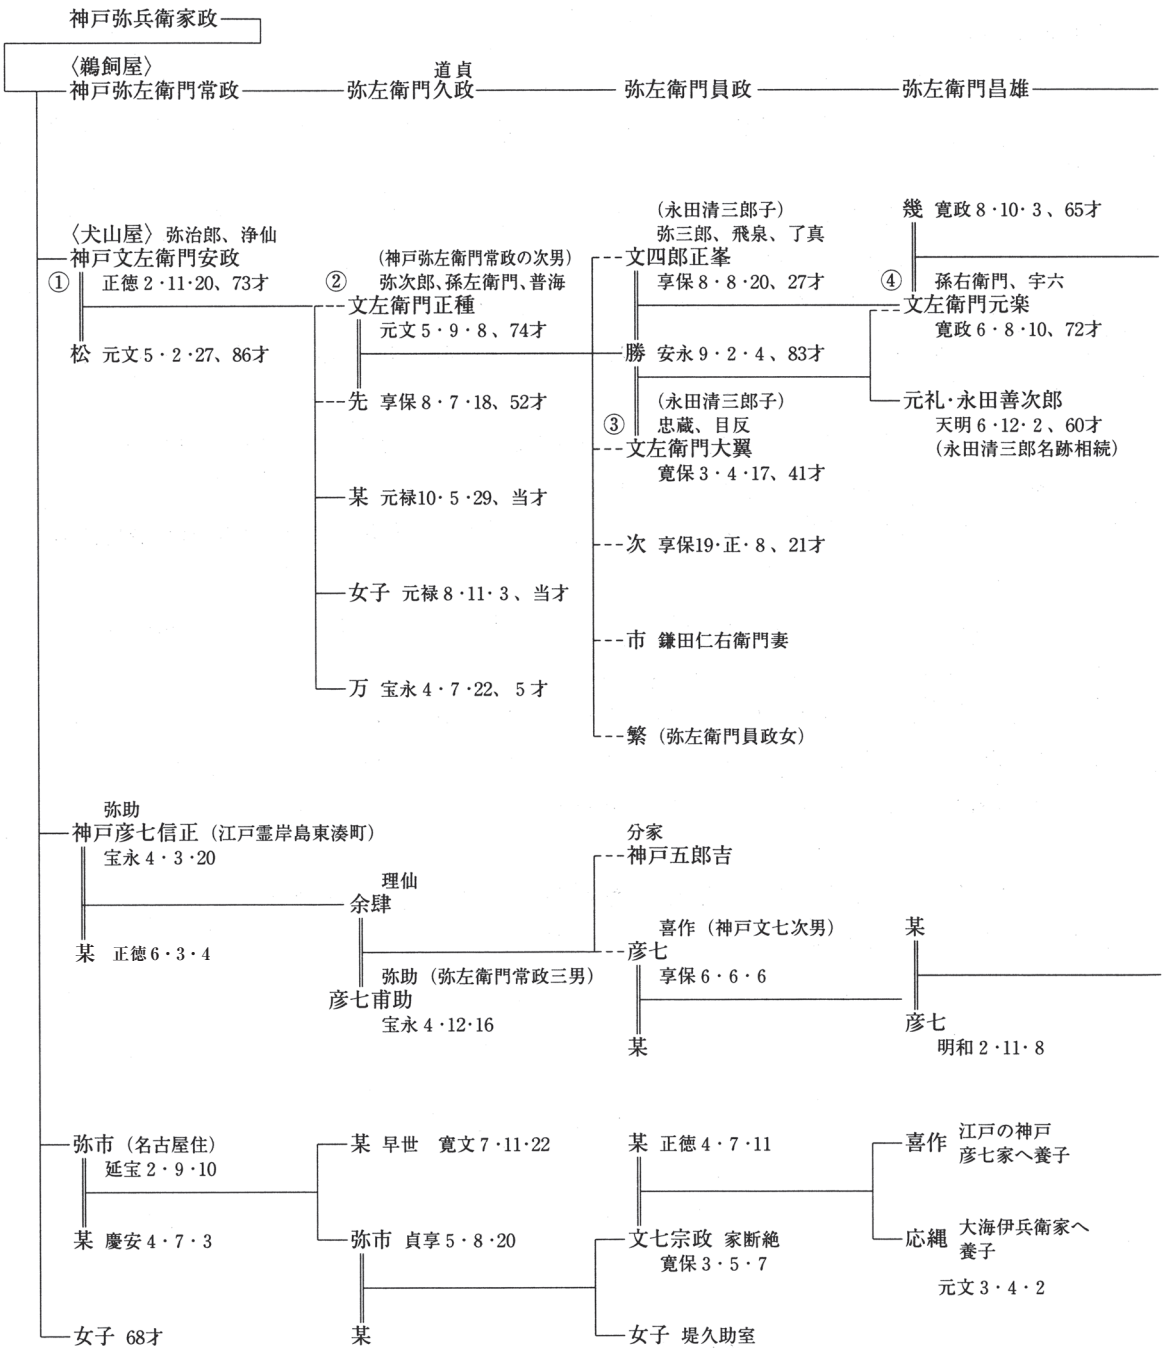 神戸弥兵衛家政
〈鵜飼屋〉
神戸弥左衛門常政
道貞
弥左衛門久政
弥左衛門員政
弥左衛門昌雄
〈犬山屋〉 弥治郎、浄仙
神戸文左衛門安政
① 正徳2・11・20、73才
松 元文5・2・27、86才
(神戸弥左衛門常政の次男)
② 弥次郎、孫左衛門、普海
文左衛門正種
元文5・9・8、74才
先 享保8・7・18、52才
某 元禄10・5・29、当才
女子 元禄8・11・3、当才
万 宝永4・7・22、5才
(永田清三郎子)
弥三郎、飛泉、了真
文四郎正峯
享保8・8・20、27才
勝 安永9・2・4、83才
(永田清三郎子)
③ 忠蔵、目反
文左衛門大翼
寛保3・4・17、41才
次 享保19・正・8、21才
市 鎌田仁右衛門妻
繁 (弥左衛門員政女)
幾 寛政8・10・3、65才
④ 孫右衛門、宇六
文左衛門元楽
寛政6・8・10、72才
元礼・永田善次郎
天明6・12・2、60才
(永田清三郎名跡相続)
弥助
神戸彦七信正 (江戸霊岸島東湊町)
宝永4・3・20
某 正徳6・3・4
理仙
余肆
弥助 (弥左衛門常政三男)
彦七甫助
宝永4・12・16
分家
神戸五郎吉
喜作 (神戸文七次男)
彦七
享保6・6・6
某
某
彦七
明和2・11・8
弥市 (名古屋住)
延宝2・9・10
某 慶安4・7・3
某 早世 寛文7・11・22
弥市 貞享5・8・20
某
某 正徳4・7・11
文七宗政 家断絶
寛保3・5・7
女子 堤久助室
喜作 江戸の神戸
彦七家へ養子
応縄 大海伊兵衛家へ
養子
元文3・4・2
女子 68才